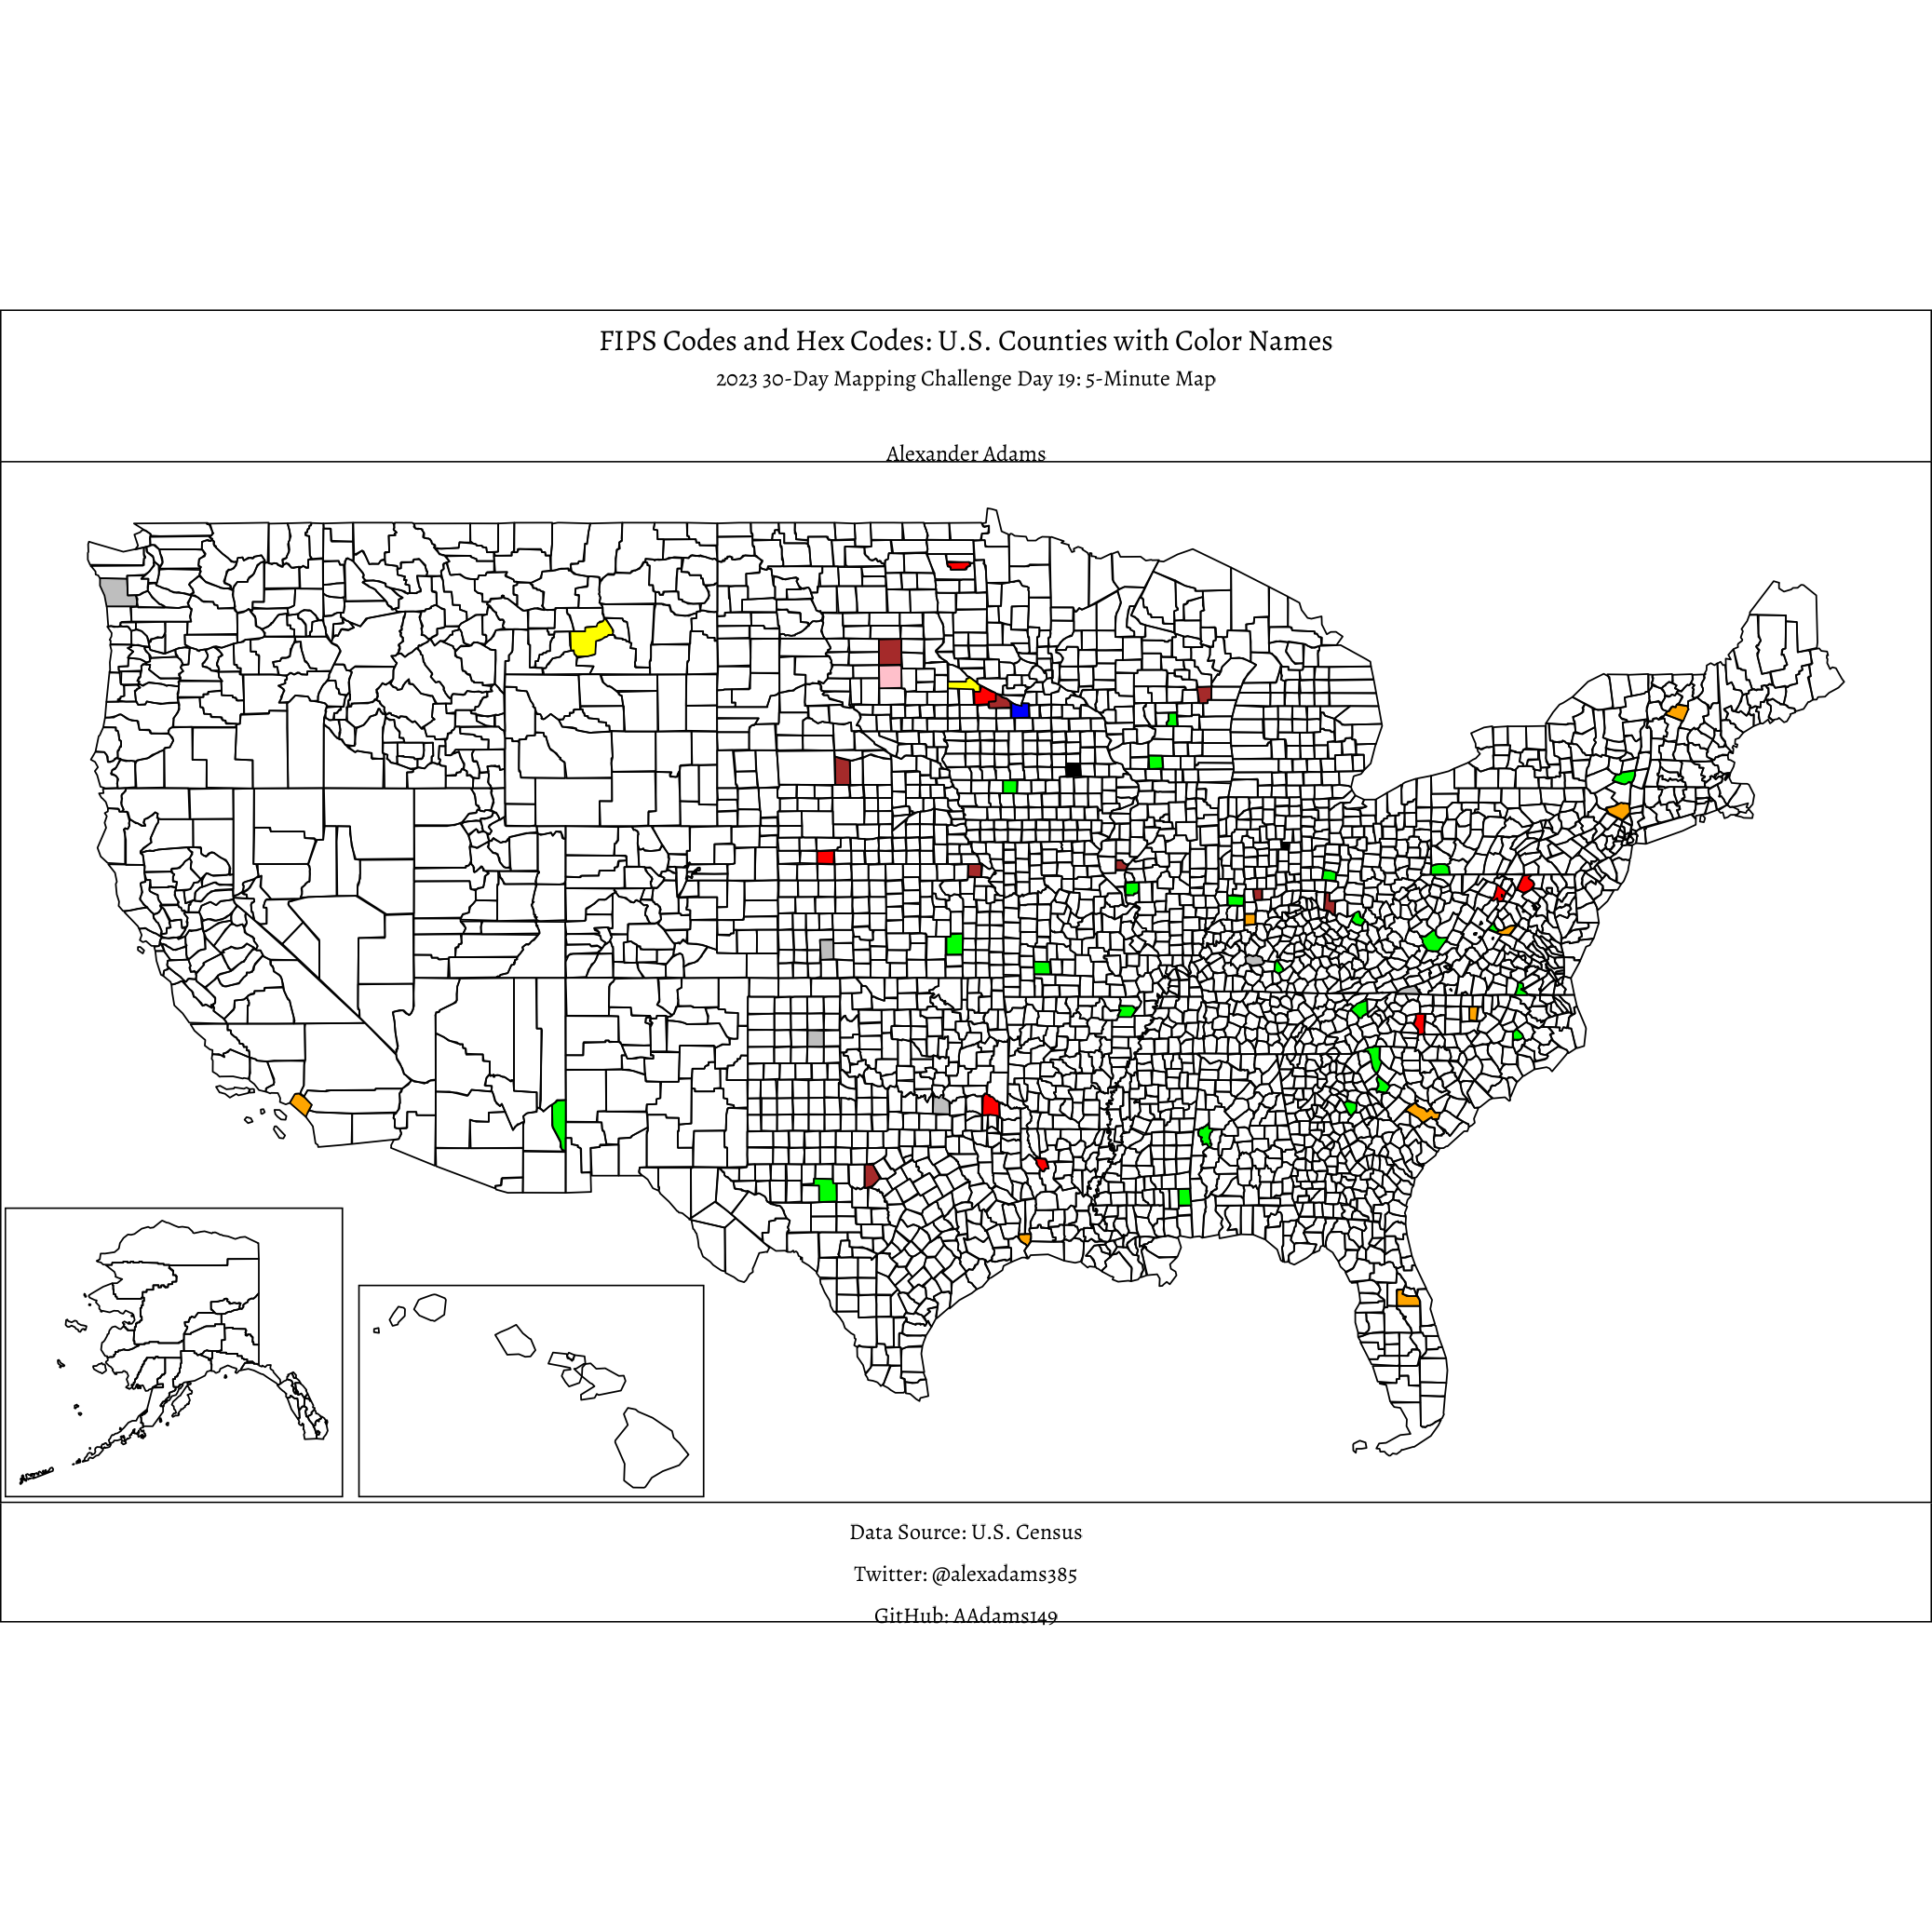 FIPS Codes and Hex Codes: U.S. Counties with Color Names
2023 30-Day Mapping Challenge Day 19: 5-Minute Map
Alexander Adams
Data Source: U.S. Census
Twitter: @alexadams385
GitHub: AAdams149